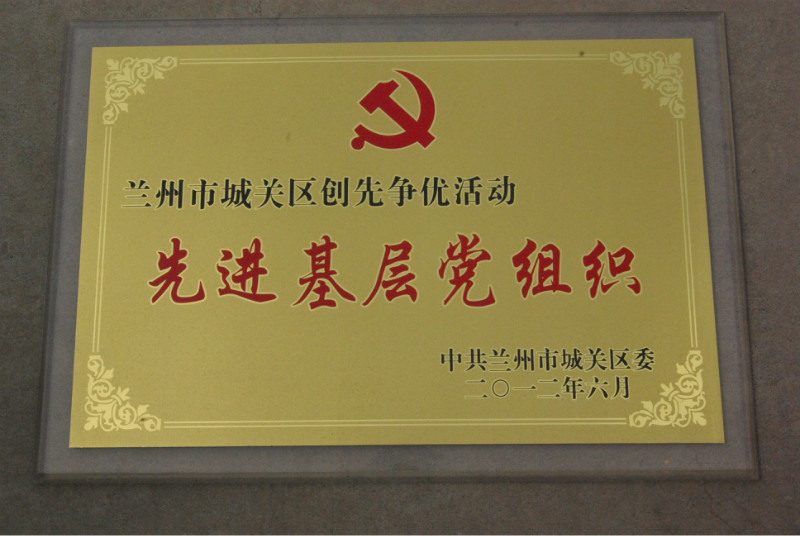 兰州市城关区创先争优活动
先进基层党组织
中共兰州市城关区委
二〇一二年六月